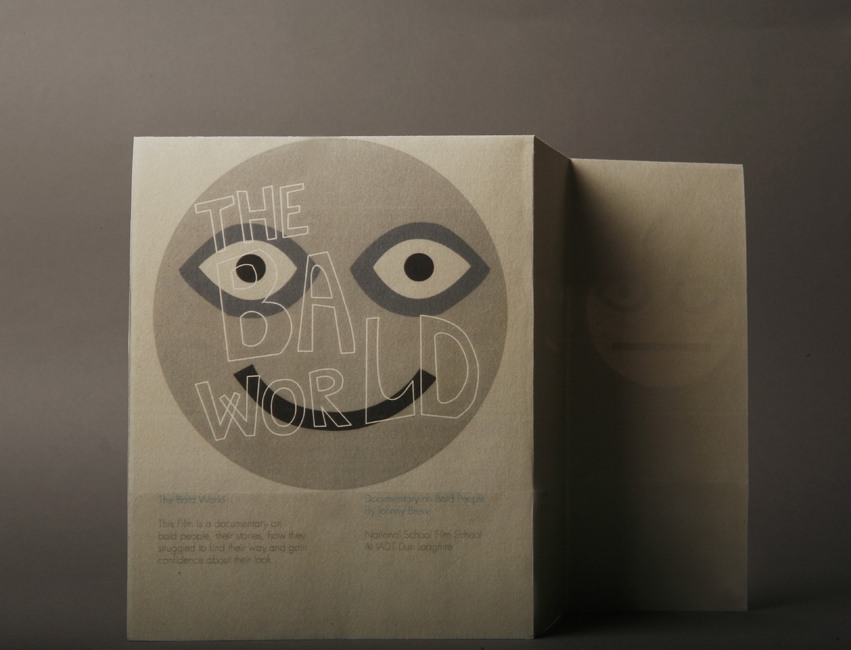 THE
BALD
WORLD
The Bald World
This Film is a documentary on
bald people, their stories, how they
struggled to find their way and gain
confidence about their look.
Documentary on Bald People
By Johnny
National School Film School
At IADT Dun Laoghire